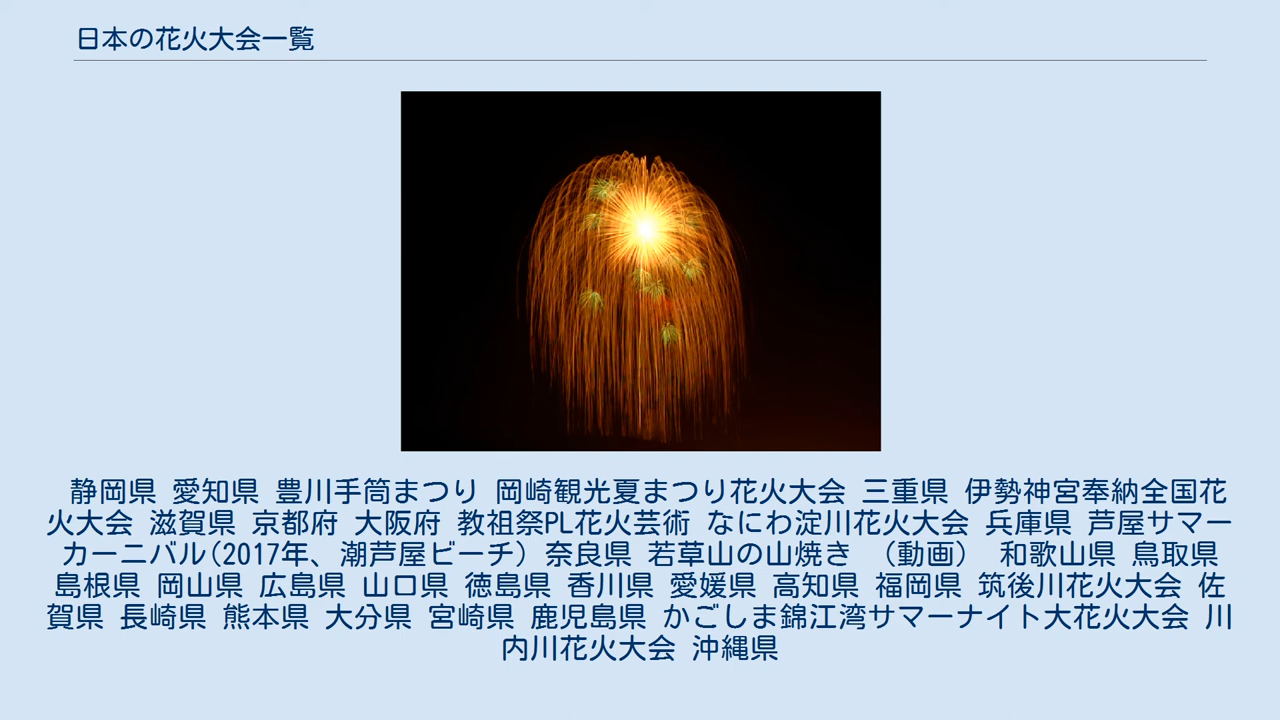 日本の花火大会一覧
静岡県 愛知県 豊川手筒まつり 岡崎観光夏まつり花火大会 三重県 伊勢神宮奉納全国花
火大会 滋賀県 京都府 大阪府 教祖祭PL花火芸術 なにわ淀川花火大会 兵庫県 芦屋サマー
カーニバル(2017年、潮芦屋ビーチ) 奈良県 若草山の山焼き （動画） 和歌山県 鳥取県
島根県 岡山県 広島県 山口県 徳島県 香川県 愛媛県 高知県 福岡県 筑後川花火大会 佐
賀県 長崎県 熊本県 大分県 宮崎県 鹿児島県 かごしま錦江湾サマーナイト大花火大会 川
内川花火大会 沖縄県